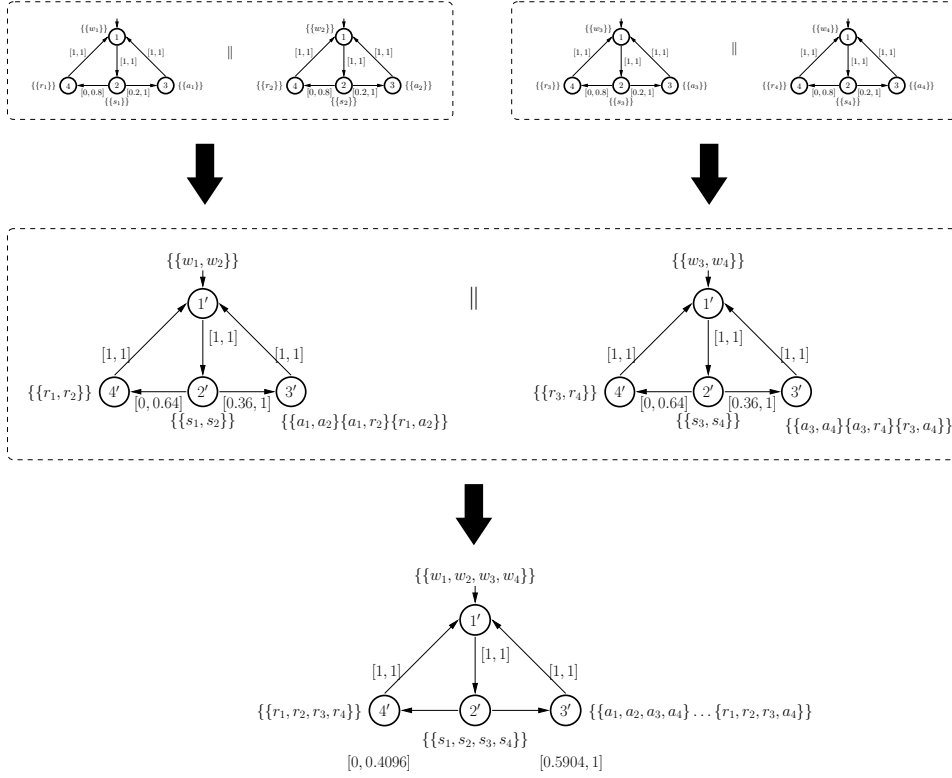 {{w₁}} {{w₂}} {{w₃}} {{w₄}}
1 ∥ 1 1 ∥ 1
[1, 1] [1, 1] [1, 1] [1, 1] [1, 1] [1, 1] [1, 1] [1, 1]
[1, 1] [1, 1] [1, 1] [1, 1]
{{r₁}} 4 2 3 {{a₁}} {{r₂}} 4 2 3 {{a₂}} {{r₃}} 4 2 3 {{a₃}} {{r₄}} 4 2 3 {{a₄}}
[0, 0.8] [0.2, 1] [0, 0.8] [0.2, 1] [0, 0.8] [0.2, 1] [0, 0.8] [0.2, 1]
{{s₁}} {{s₂}} {{s₃}} {{s₄}}
{{w₁, w₂}} {{w₃, w₄}}
1′ ∥ 1′
[1, 1] [1, 1]
[1, 1] [1, 1] [1, 1] [1, 1]
{{r₁, r₂}} 4′ 2′ 3′ {{r₃, r₄}} 4′ 2′ 3′
[0, 0.64] [0.36, 1] [0, 0.64] [0.36, 1]
{{s₁, s₂}} {{a₁, a₂}{a₁, r₂}{r₁, a₂}} {{s₃, s₄}} {{a₃, a₄}{a₃, r₄}{r₃, a₄}}
{{w₁, w₂, w₃, w₄}}
1′
[1, 1]
[1, 1] [1, 1]
{{r₁, r₂, r₃, r₄}} 4′ 2′ 3′ {{a₁, a₂, a₃, a₄} … {r₁, r₂, r₃, a₄}}
{{s₁, s₂, s₃, s₄}}
[0, 0.4096] [0.5904, 1]